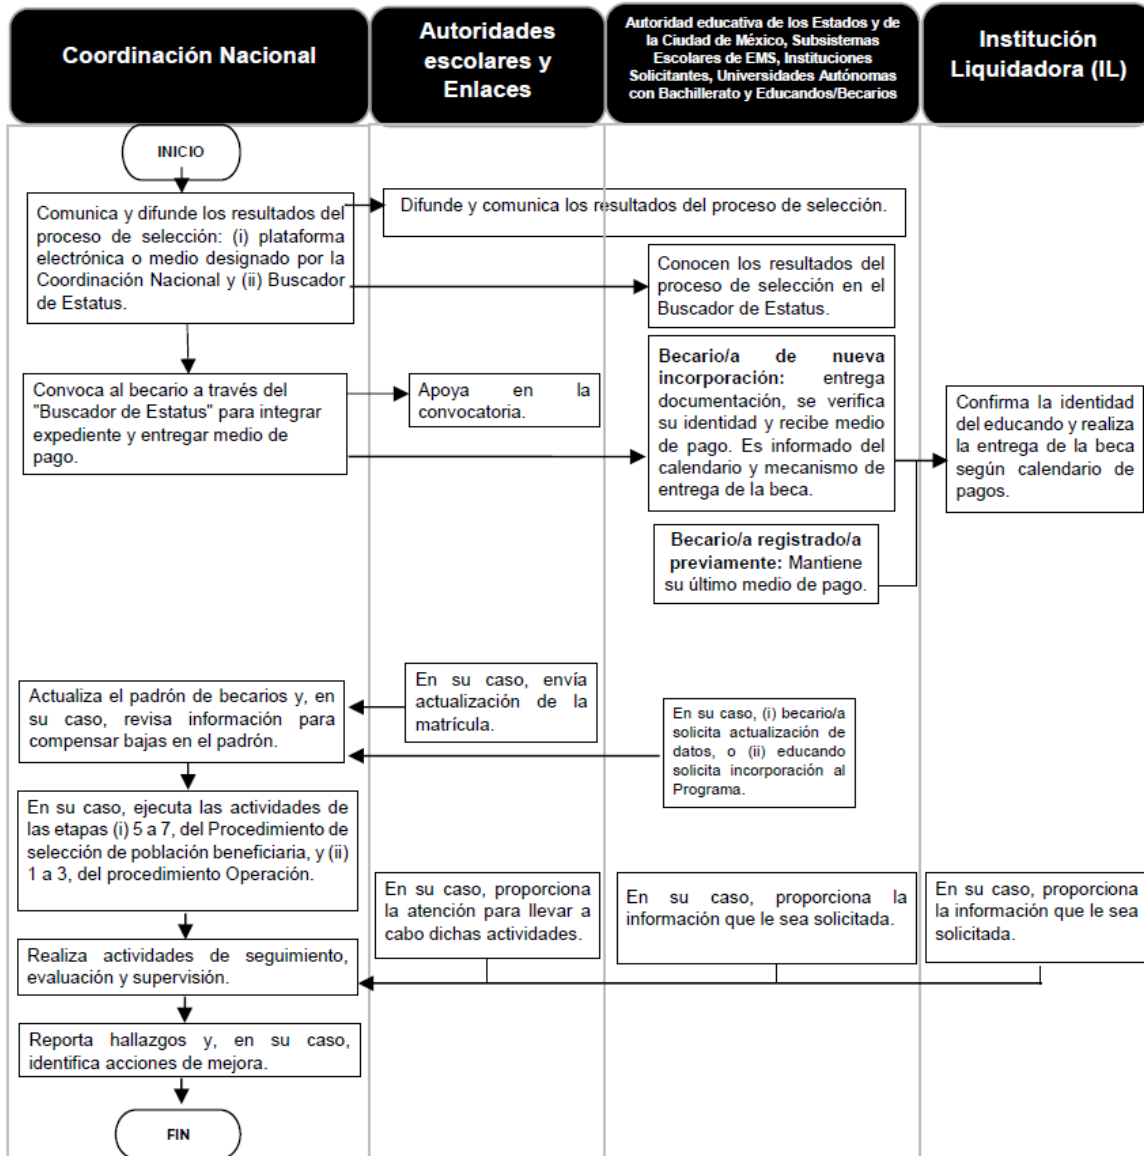 Coordinación Nacional
Autoridades
escolares y
Enlaces
Autoridad educativa de los Estados y de
la Ciudad de México, Subsistemas
Escolares de EMS, Instituciones
Solicitantes, Universidades Autónomas
con Bachillerato y Educandos/Becarios
Institución
Liquidadora (IL)
INICIO
Comunica y difunde los resultados del
proceso de selección: (i) plataforma
electrónica o medio designado por la
Coordinación Nacional y (ii) Buscador
de Estatus.
Difunde y comunica los resultados del proceso de selección.
Conocen los resultados del
proceso de selección en el
Buscador de Estatus.
Convoca al becario a través del
"Buscador de Estatus" para integrar
expediente y entregar medio de
pago.
Apoya en la
convocatoria.
Becario/a de nueva
incorporación: entrega
documentación, se verifica
su identidad y recibe medio
de pago. Es informado del
calendario y mecanismo de
entrega de la beca.
Confirma la identidad
del educando y realiza
la entrega de la beca
según calendario de
pagos.
Becario/a registrado/a
previamente: Mantiene
su último medio de pago.
Actualiza el padrón de becarios y, en
su caso, revisa información para
compensar bajas en el padrón.
En su caso, envía
actualización de la
matrícula.
En su caso, (i) becario/a
solicita actualización de
datos, o (ii) educando
solicita incorporación al
Programa.
En su caso, ejecuta las actividades de
las etapas (i) 5 a 7, del Procedimiento de
selección de población beneficiaria, y (ii)
1 a 3, del procedimiento Operación.
En su caso, proporciona
la atención para llevar a
cabo dichas actividades.
En su caso, proporciona la
información que le sea solicitada.
En su caso, proporciona
la información que le sea
solicitada.
Realiza actividades de seguimiento,
evaluación y supervisión.
Reporta hallazgos y, en su caso,
identifica acciones de mejora.
FIN